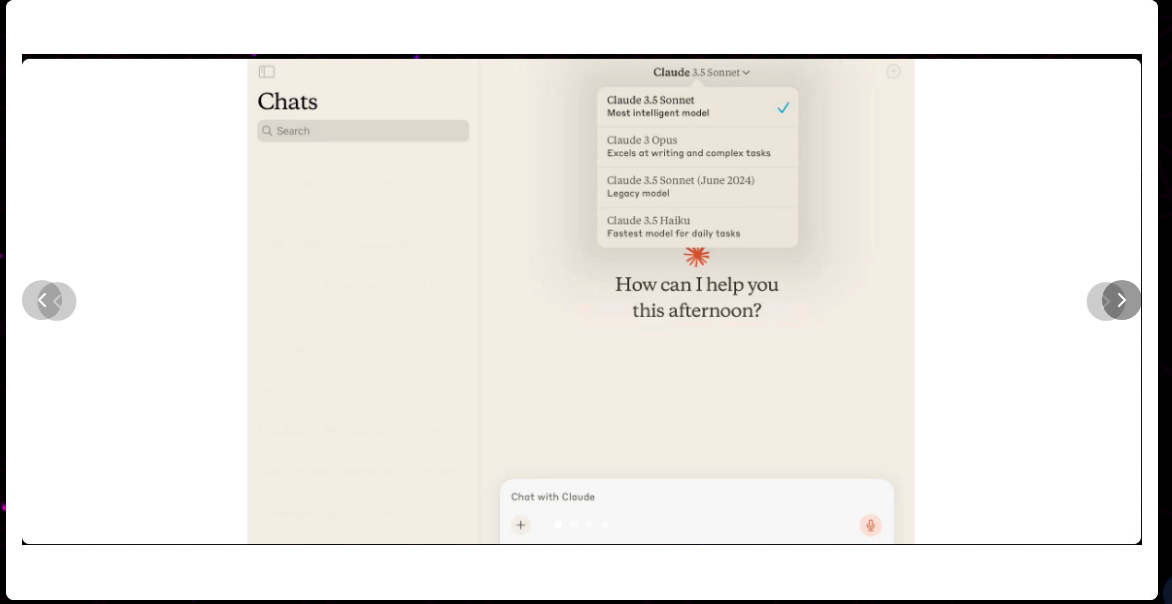 Chats
Search
Claude 3.5 Sonnet
Claude 3.5 Sonnet
Most intelligent model
Claude 3 Opus
Excels at writing and complex tasks
Claude 3.5 Sonnet (June 2024)
Legacy model
Claude 3.5 Haiku
Fastest model for daily tasks
How can I help you
this afternoon?
Chat with Claude